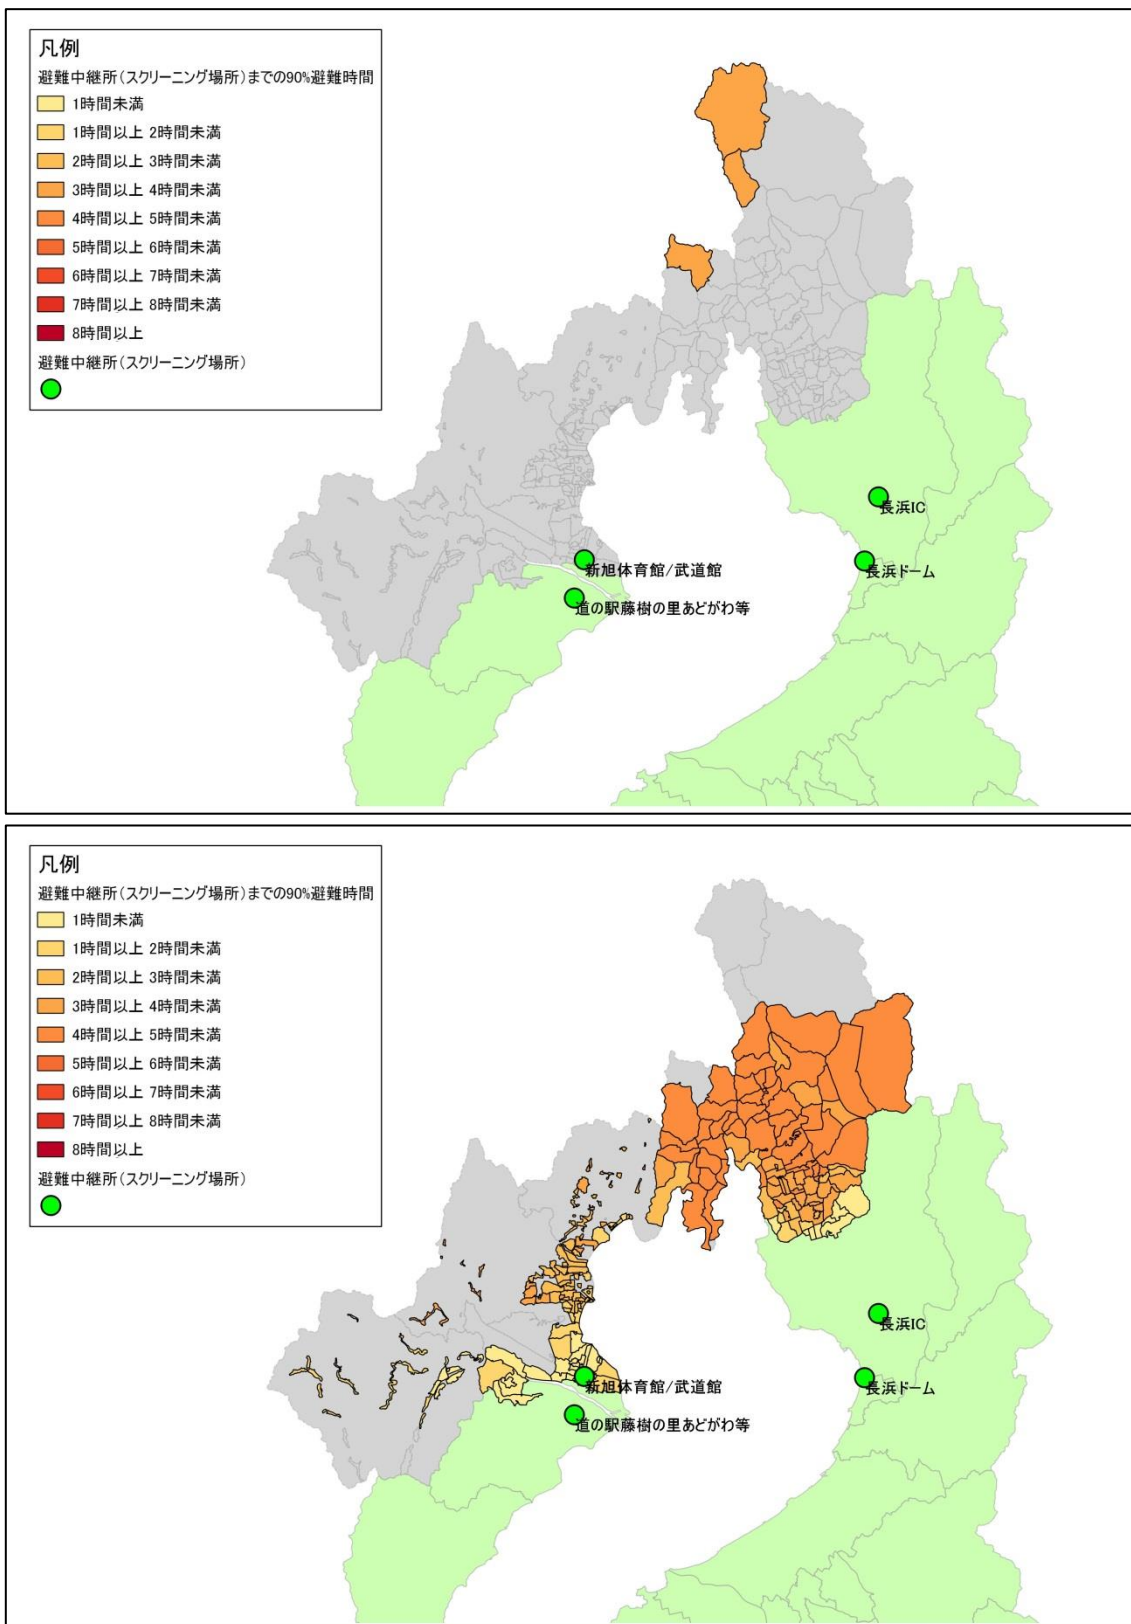 凡例
避難中継所(スクリーニング場所)までの90%避難時間
1時間未満
1時間以上 2時間未満
2時間以上 3時間未満
3時間以上 4時間未満
4時間以上 5時間未満
5時間以上 6時間未満
6時間以上 7時間未満
7時間以上 8時間未満
8時間以上
避難中継所(スクリーニング場所)
長浜IC
長浜ドーム
新旭体育館/武道館
道の駅藤樹の里あどがわ等
凡例
避難中継所(スクリーニング場所)までの90%避難時間
1時間未満
1時間以上 2時間未満
2時間以上 3時間未満
3時間以上 4時間未満
4時間以上 5時間未満
5時間以上 6時間未満
6時間以上 7時間未満
7時間以上 8時間未満
8時間以上
避難中継所(スクリーニング場所)
長浜IC
長浜ドーム
新旭体育館/武道館
道の駅藤樹の里あどがわ等